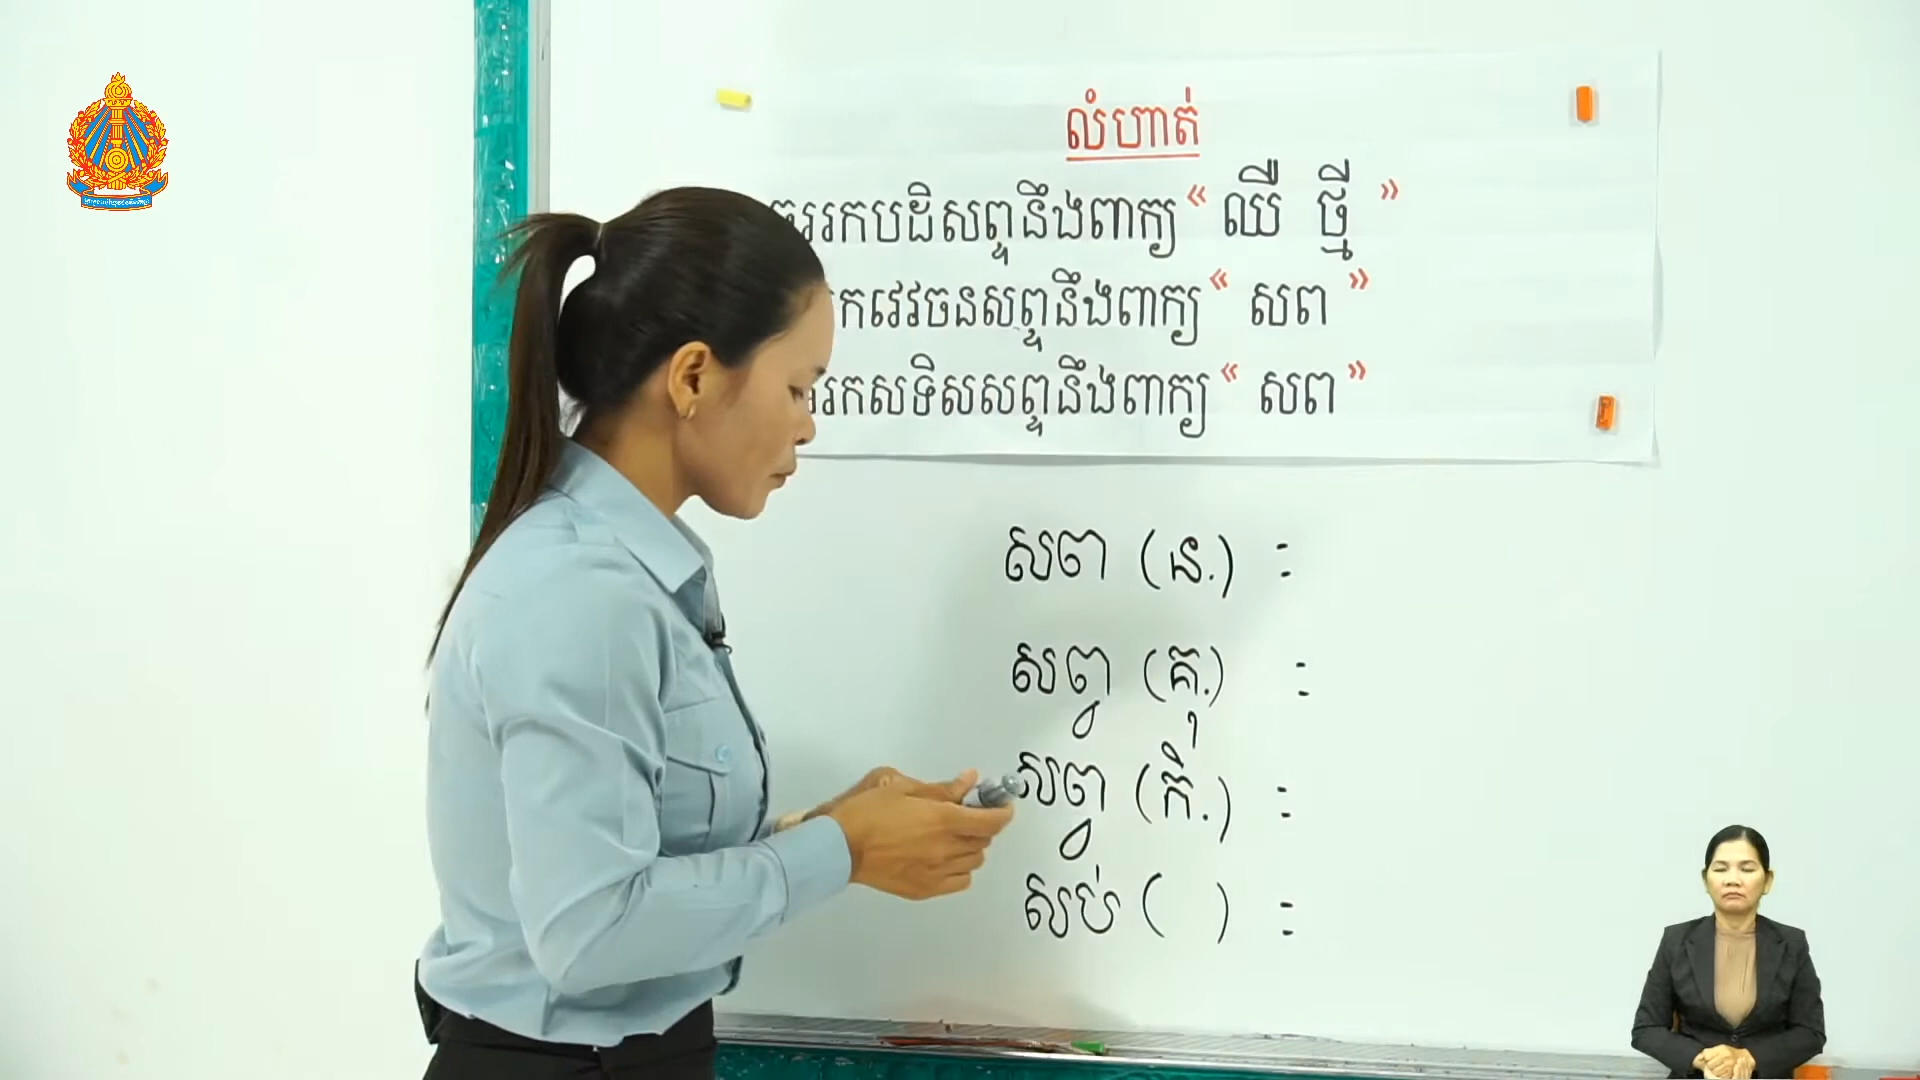 លំហាត់
រកបដិសព្ទនឹងពាក្យ “ ឈឺ ថ្មី ”
កវេវចនសព្ទនឹងពាក្យ “ សព ”
រកសទិសសព្ទនឹងពាក្យ “ សព ”
សព (ន.) :
សព្វ (គុ.) :
សព្វ (កិ.) :
សប់ ( ) :